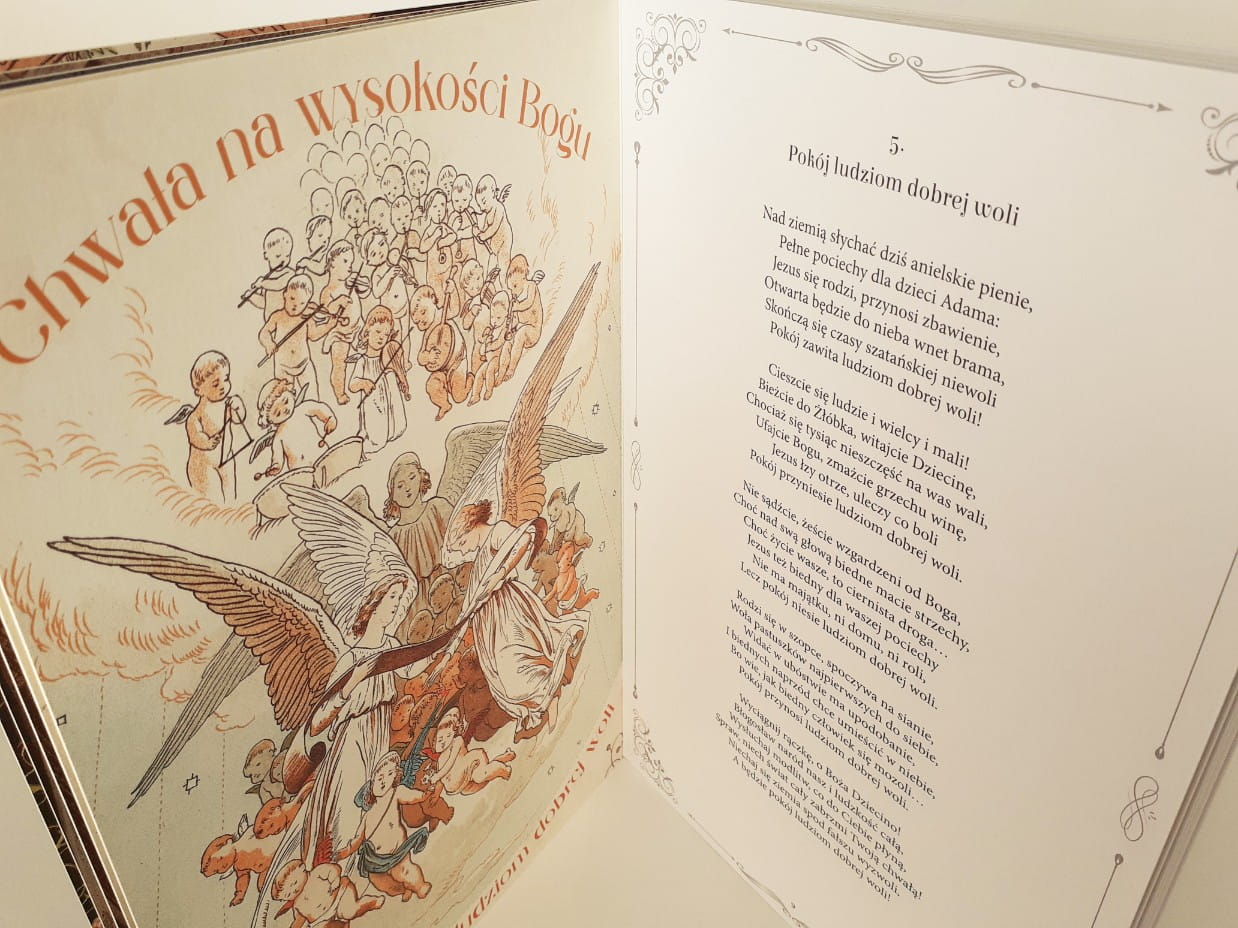 Chwała na wysokości Bogu
ludziom dobrej woli
5.
Pokój ludziom dobrej woli
Nad ziemią słychać dziś anielskie pienie,
Pełne pociechy dla dzieci Adama:
Jezus się rodzi, przynosi zbawienie,
Otwarta będzie do nieba wnet brama,
Skończą się czasy szatańskiej niewoli
Pokój zawita ludziom dobrej woli!
Cieszcie się ludzie i wielcy i mali!
Bieżcie do Żłóbka, witajcie Dziecinę,
Chociaż się tysiąc nieszczęść na was wali,
Ufajcie Bogu, zmażcie grzechu winę,
Jezus łzy otrze, uleczy co boli
Pokój przyniesie ludziom dobrej woli.
Nie sądźcie, żeście wzgardzeni od Boga,
Choć nad swą głową biedne macie strzechy,
Choć życie wasze, to ciernista droga...
Jezus też biedny dla waszej pociechy
Nie ma majątku, ni domu, ni roli,
Lecz pokój niesie ludziom dobrej woli.
Rodzi się w szopce, spoczywa na sianie,
Woła pastuszków najpierwszych do siebie,
Widać w ubóstwie ma upodobanie,
I biednych naprzód chce umieścić w niebie,
Bo wie, jak biedny człowiek się mozoli...
Pokój przynosi ludziom dobrej woli.
Wyciągnij rączkę, o Boża Dziecino!
Błogosław naród nasz i ludzkość całą,
Wysłuchaj modlitw, co do Ciebie płyną,
Spraw, niech świat cały zabrzmi Twoją chwałą!
Niechaj się ziemia spod fałszu wyzwoli.
A będzie pokój ludziom dobrej woli!